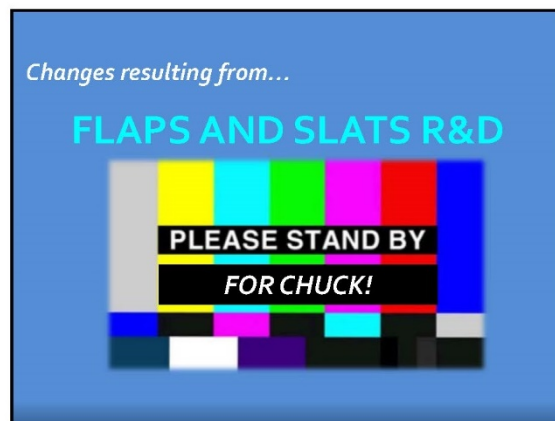 Changes resulting from...
FLAPS AND SLATS R&D
PLEASE STAND BY
FOR CHUCK!